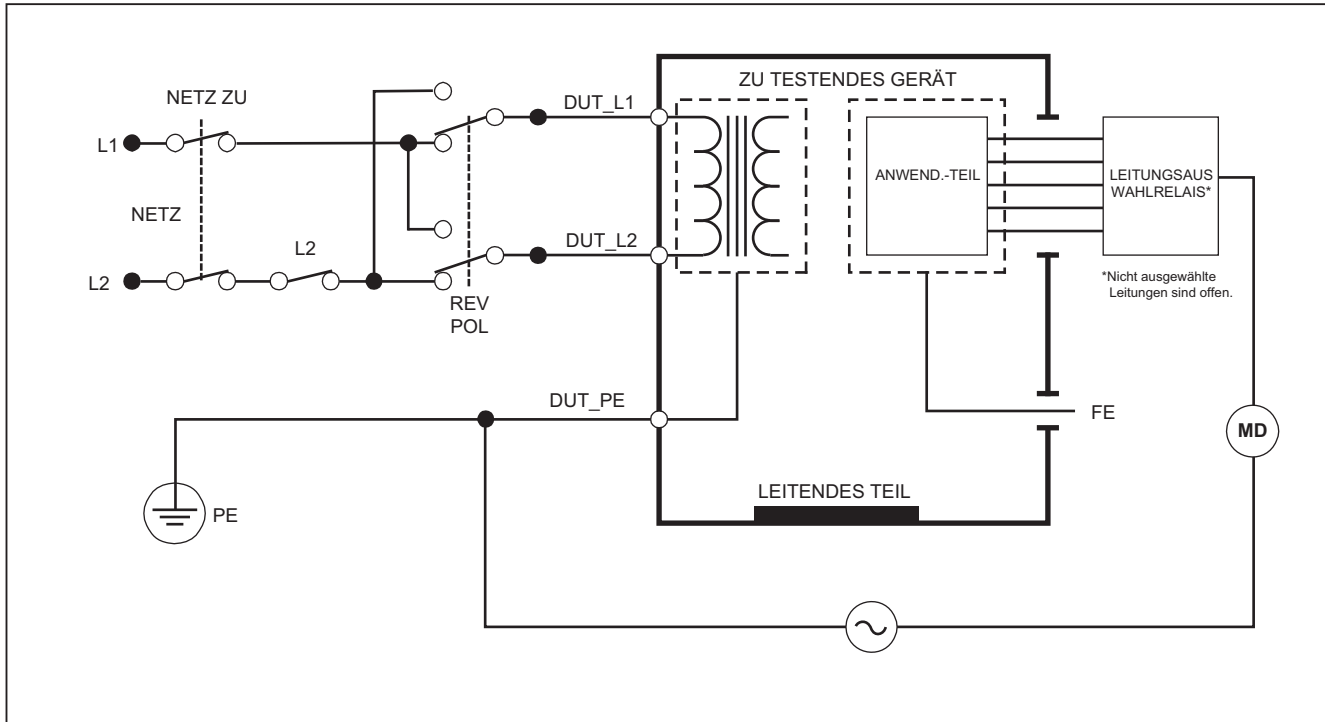 ZU TESTENDES GERÄT
NETZ ZU
DUT_L1
L1
ANWEND.-TEIL
LEITUNGSAUS
WAHLRELAIS*
NETZ
L2
DUT_L2
L2
*Nicht ausgewählte
Leitungen sind offen.
REV
POL
DUT_PE
FE
MD
LEITENDES TEIL
PE